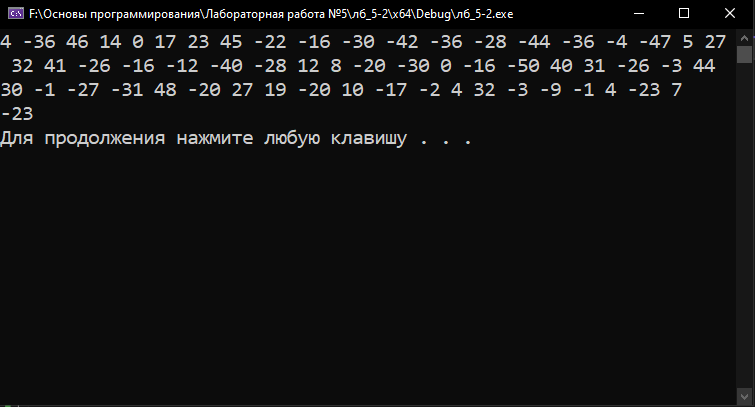 F:\Основы программирования\Лабораторная работа №5\лб_5-2\x64\Debug\лб_5-2.exe
4 -36 46 14 0 17 23 45 -22 -16 -30 -42 -36 -28 -44 -36 -4 -47 5 27
32 41 -26 -16 -12 -40 -28 12 8 -20 -30 0 -16 -50 40 31 -26 -3 44
30 -1 -27 -31 48 -20 27 19 -20 10 -17 -2 4 32 -3 -9 -1 4 -23 7
-23
Для продолжения нажмите любую клавишу . . .